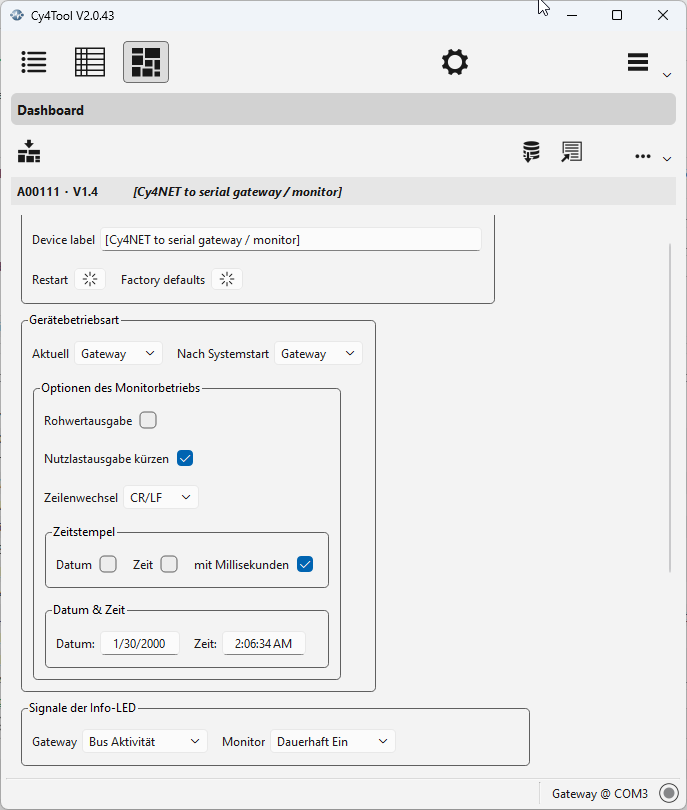 Cy4Tool V2.0.43
Dashboard
A00111 · V1.4 [Cy4NET to serial gateway / monitor]
Device label [Cy4NET to serial gateway / monitor]
Restart Factory defaults
Gerätebetriebsart
Aktuell Gateway Nach Systemstart Gateway
Optionen des Monitorbetriebs
Rohwertausgabe
Nutzlastausgabe kürzen
Zeilenwechsel CR/LF
Zeitstempel
Datum Zeit mit Millisekunden
Datum & Zeit
Datum: 1/30/2000 Zeit: 2:06:34 AM
Signale der Info-LED
Gateway Bus Aktivität Monitor Dauerhaft Ein
Gateway @ COM3